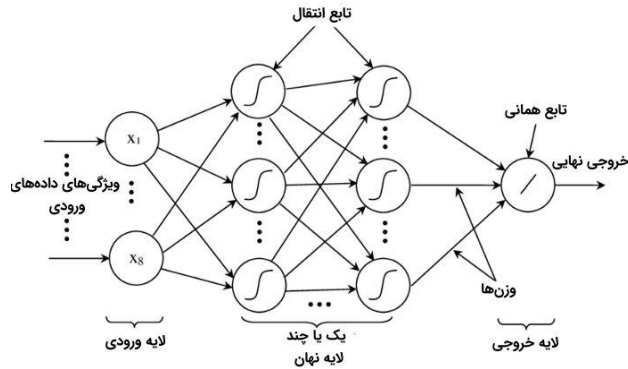 تابع انتقال
تابع همانی
خروجی نهایی
ویژگی‌های داده‌های
ورودی
X1
X8
وزن‌ها
لایه ورودی
یک یا چند
لایه نهان
لایه خروجی